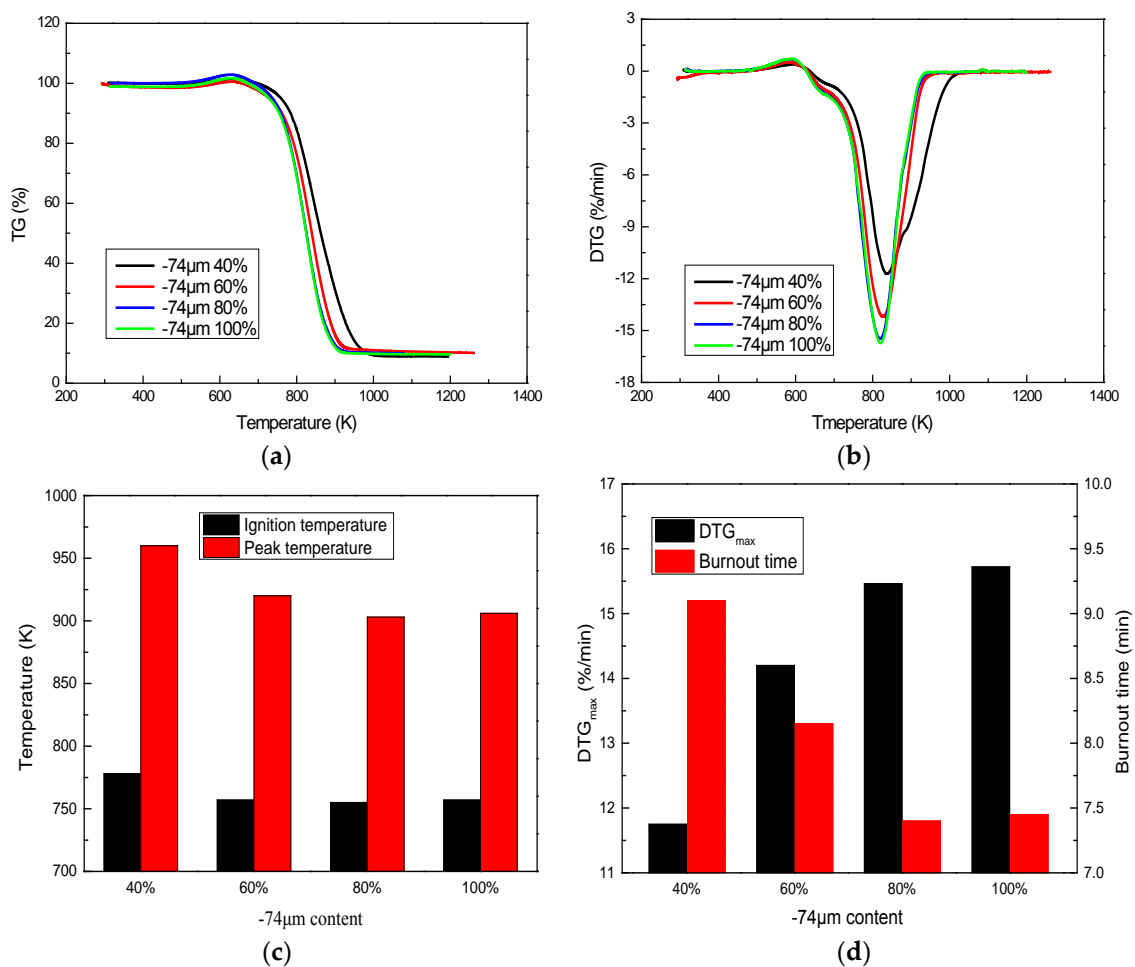 120
100
80
60
40
20
0
TG (%)
-74μm 40%
-74μm 60%
-74μm 80%
-74μm 100%
200 400 600 800 1000 1200 1400
Temperature (K)
(a)
3
0
-3
-6
-9
-12
-15
-18
DTG (%/min)
-74μm 40%
-74μm 60%
-74μm 80%
-74μm 100%
200 400 600 800 1000 1200 1400
Tmeperature (K)
(b)
1000
950
900
850
800
750
700
Temperature (K)
Ignition temperature
Peak temperature
40% 60% 80% 100%
-74μm content
(c)
17
16
15
14
13
12
11
DTGmax (%/min)
DTGmax
Burnout time
10.0
9.5
9.0
8.5
8.0
7.5
7.0
Burnout time (min)
40% 60% 80% 100%
-74μm content
(d)